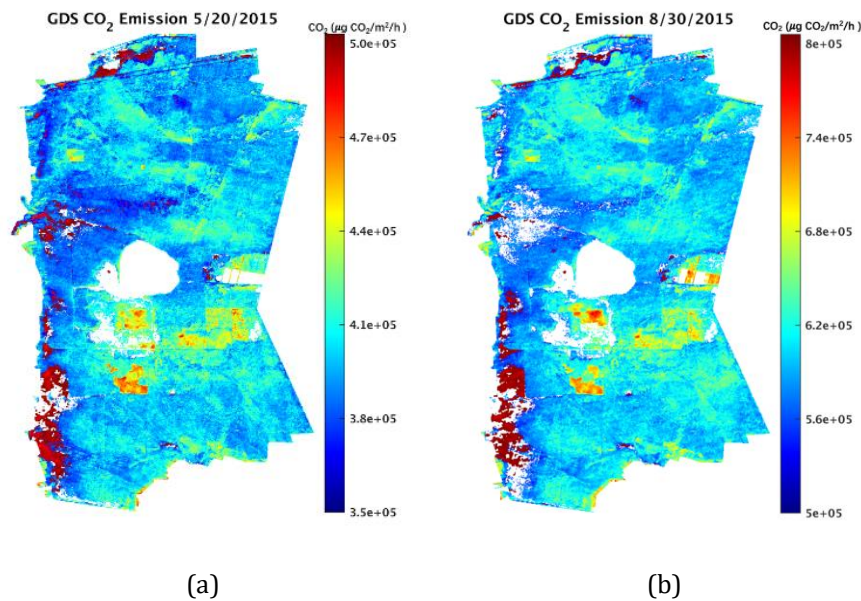 GDS CO₂ Emission 5/20/2015
CO₂ (μg CO₂/m²/h)
5.0e+05
4.7e+05
4.4e+05
4.1e+05
3.8e+05
3.5e+05
(a)
GDS CO₂ Emission 8/30/2015
CO₂ (μg CO₂/m²/h)
8e+05
7.4e+05
6.8e+05
6.2e+05
5.6e+05
5e+05
(b)